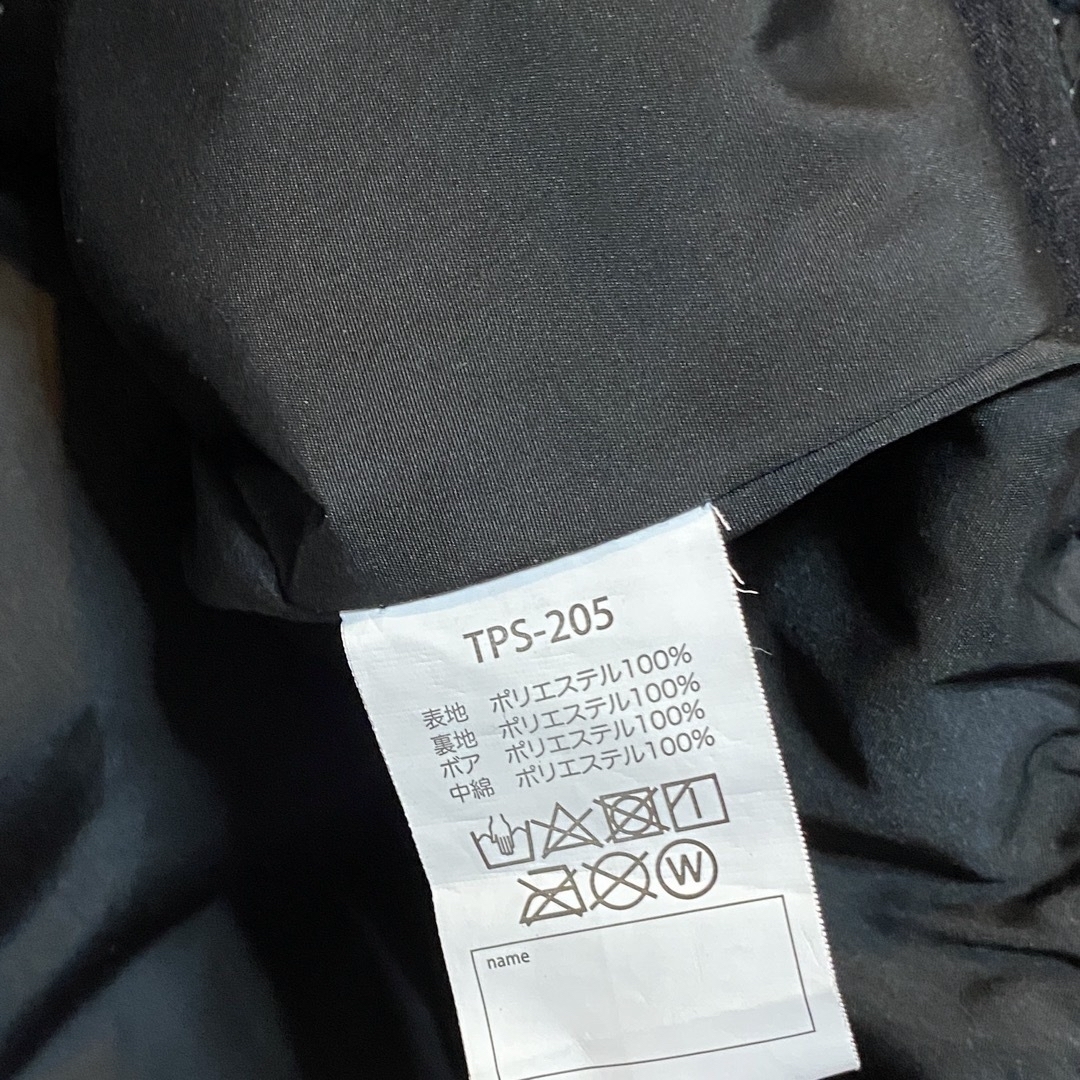 TPS-205
表地 ポリエステル100%
裏地 ポリエステル100%
ボア ポリエステル100%
中綿 ポリエステル100%
W
name